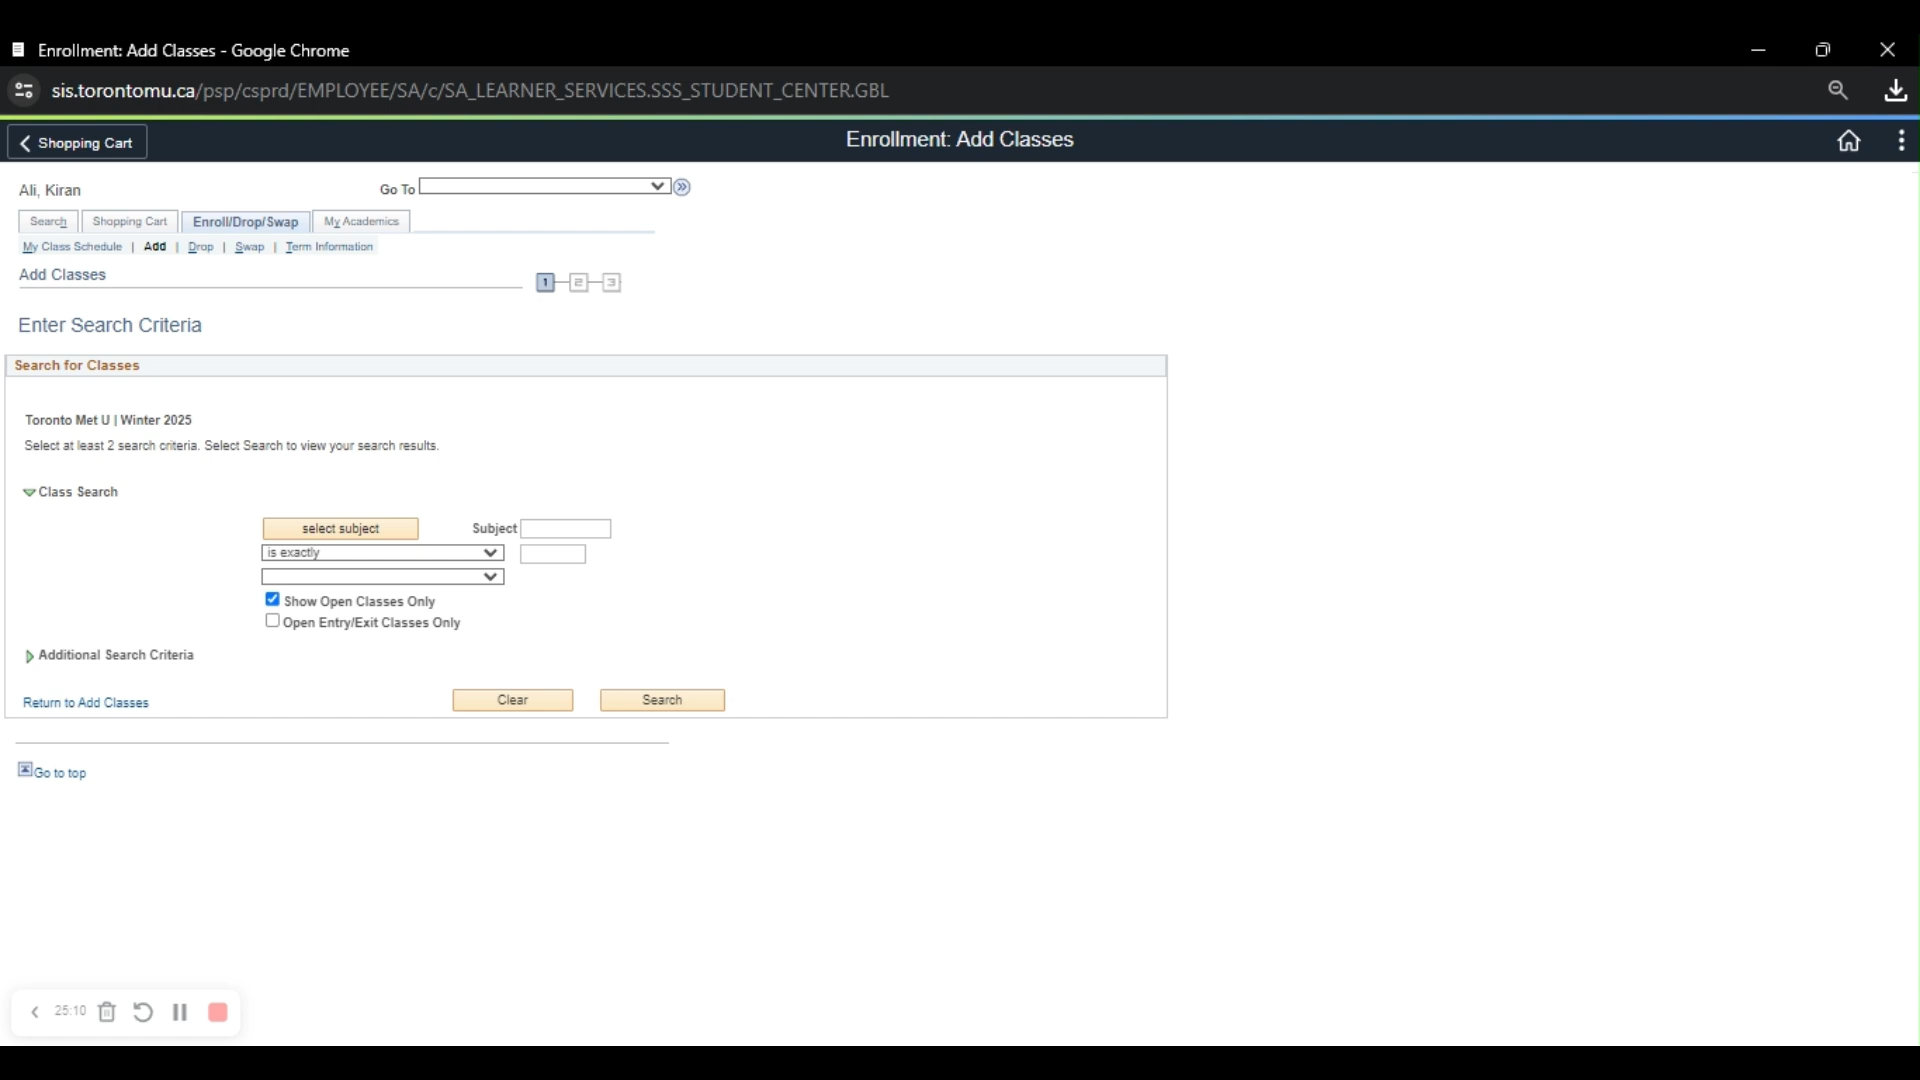 Enrollment: Add Classes - Google Chrome
sis.torontomu.ca/psp/csprd/EMPLOYEE/SA/c/SA_LEARNER_SERVICES.SSS_STUDENT_CENTER.GBL
Shopping Cart
Enrollment: Add Classes
Ali, Kiran
Go To
Search Shopping Cart Enroll/Drop/Swap My Academics
My Class Schedule | Add | Drop | Swap | Term Information
Add Classes
1 2 3
Enter Search Criteria
Search for Classes
Toronto Met U | Winter 2025
Select at least 2 search criteria. Select Search to view your search results.
Class Search
select subject Subject
is exactly
Show Open Classes Only
Open Entry/Exit Classes Only
Additional Search Criteria
Return to Add Classes
Clear Search
Go to top
25:10